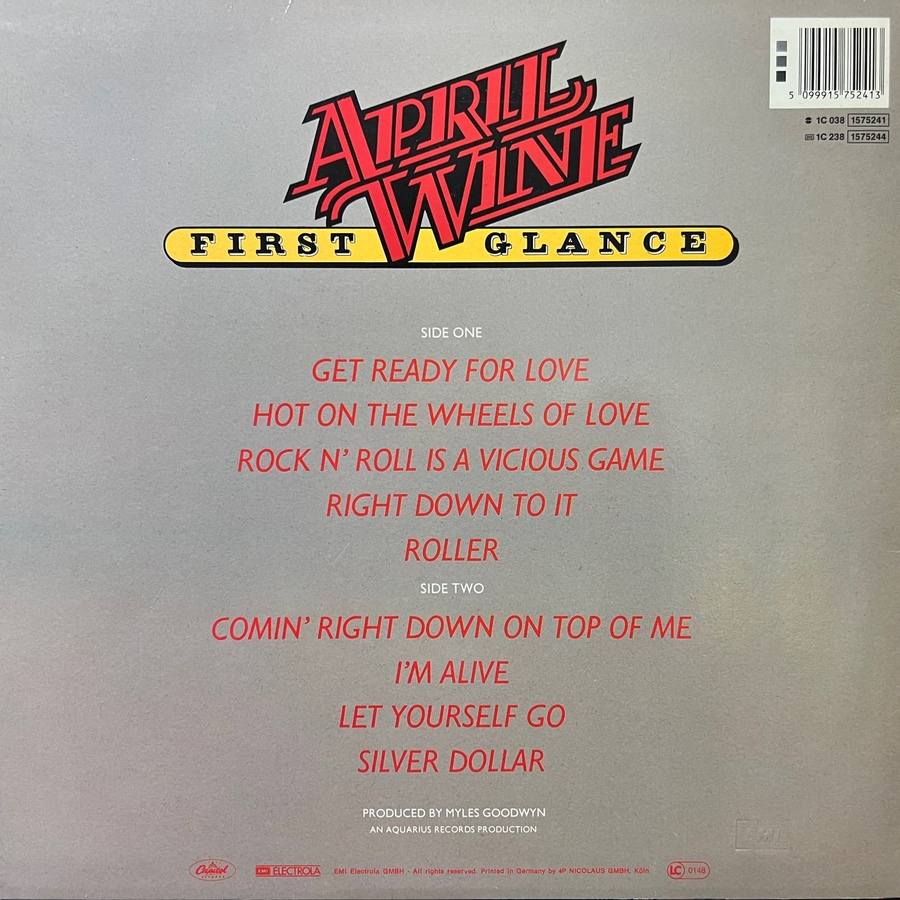 APRIL
WINE
FIRST GLANCE
5 099915 752413
1C 038 1575241
1C 238 1575244
SIDE ONE
GET READY FOR LOVE
HOT ON THE WHEELS OF LOVE
ROCK N' ROLL IS A VICIOUS GAME
RIGHT DOWN TO IT
ROLLER
SIDE TWO
COMIN' RIGHT DOWN ON TOP OF ME
I'M ALIVE
LET YOURSELF GO
SILVER DOLLAR
PRODUCED BY MYLES GOODWYN
AN AQUARIUS RECORDS PRODUCTION
Capitol
RECORDS
EMI ELECTROLA
EMI Electrola GMBH · All rights reserved. Printed in Germany by 4P NICOLAUS GMBH, Köln
LC 0148